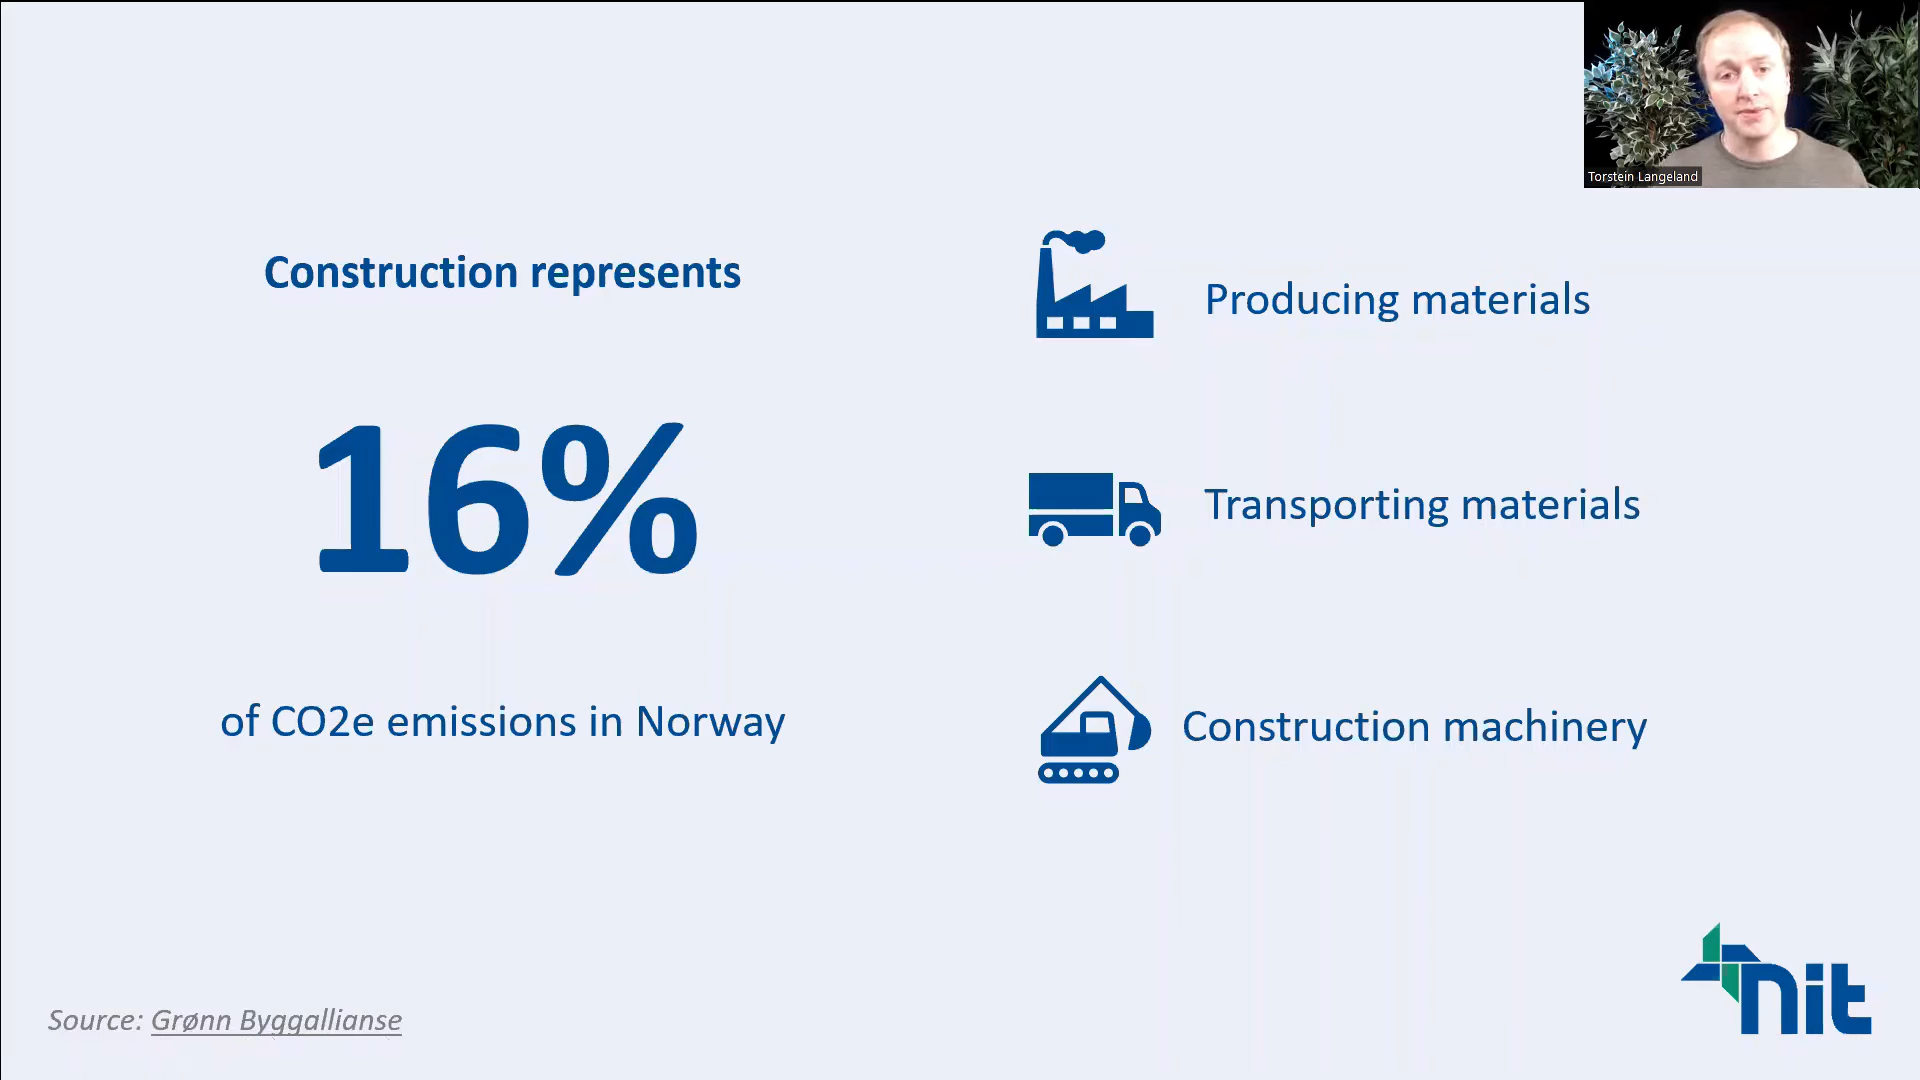 Torstein Langeland
Construction represents
16%
of CO2e emissions in Norway
Producing materials
Transporting materials
Construction machinery
Source: Grønn Byggallianse
nit